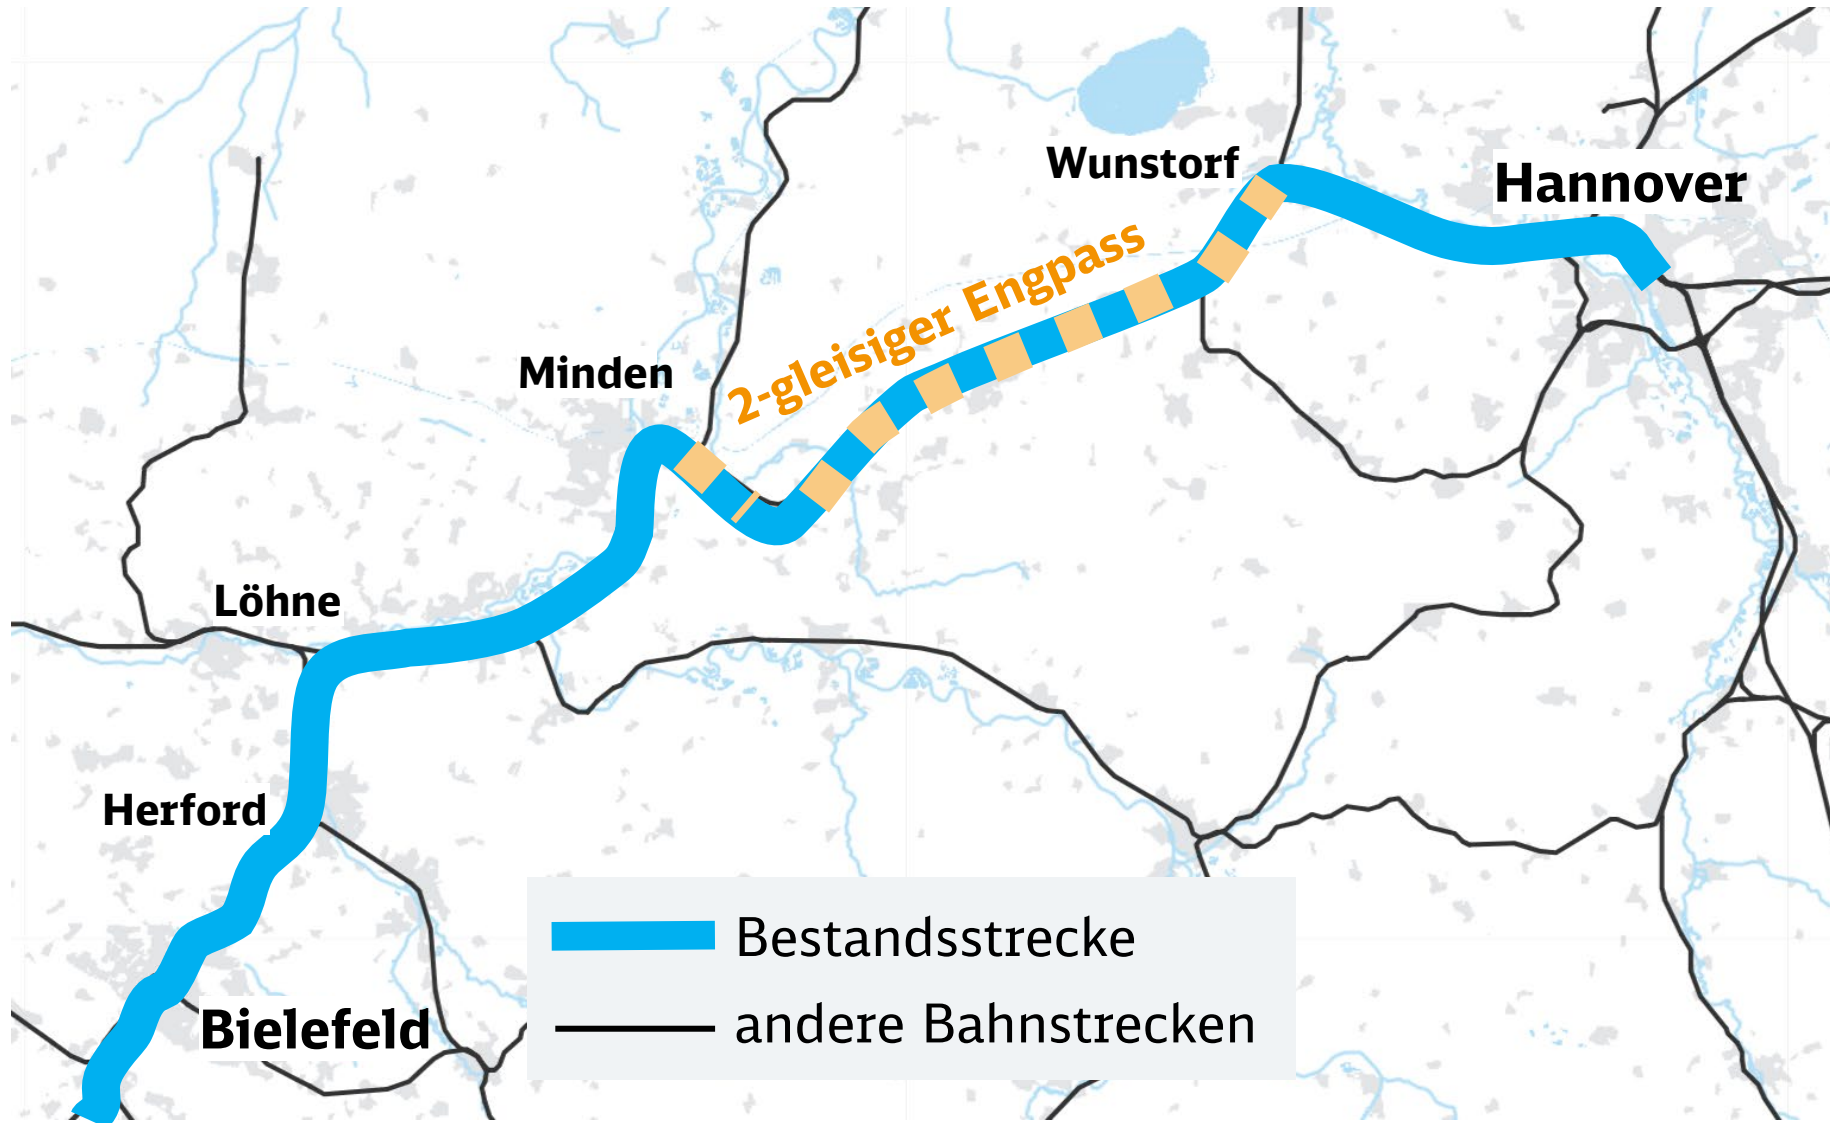 Wunstorf
Hannover
2-gleisiger Engpass
Minden
Löhne
Herford
Bielefeld
Bestandsstrecke
andere Bahnstrecken